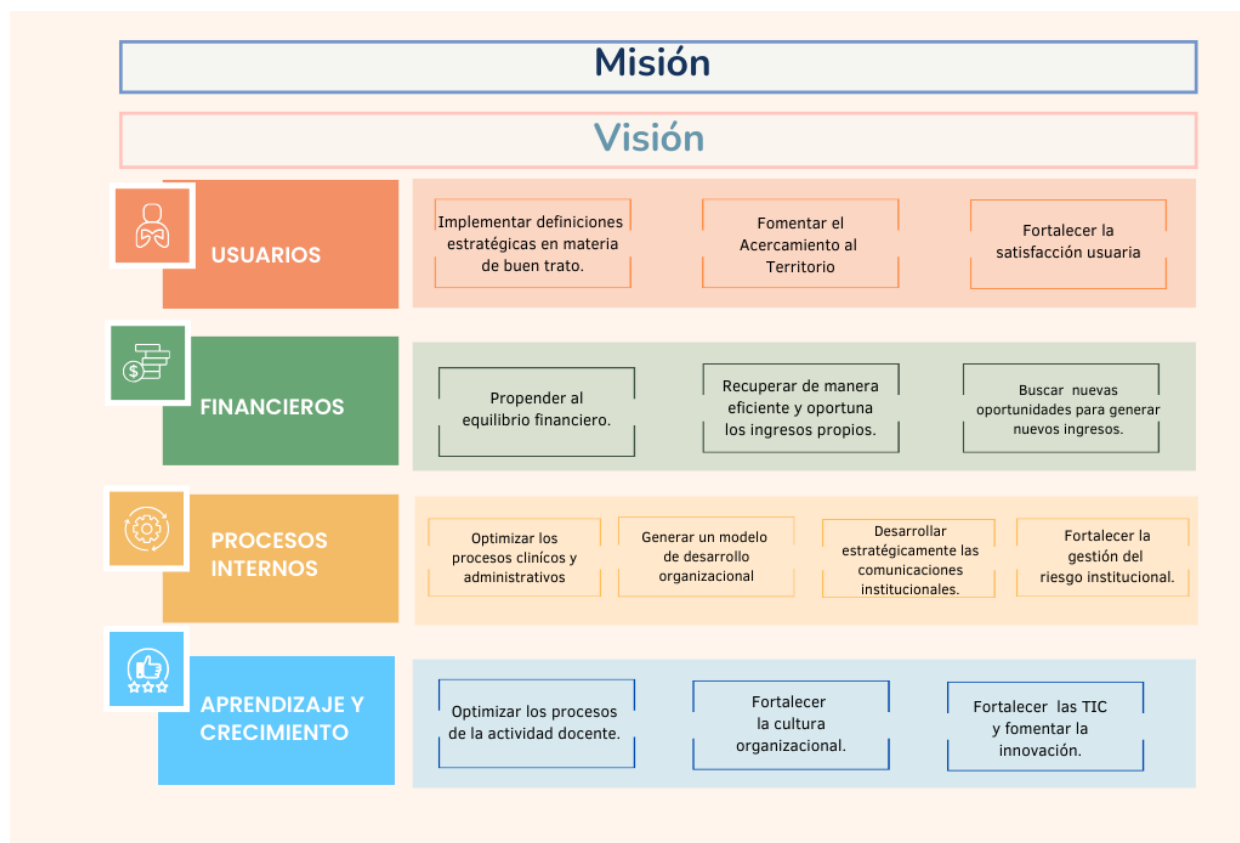 Misión
Visión
USUARIOS
Implementar definiciones
estratégicas en materia
de buen trato.
Fomentar el
Acercamiento al
Territorio
Fortalecer la
satisfacción usuaria
FINANCIEROS
$
Propender al
equilibrio financiero.
Recuperar de manera
eficiente y oportuna
los ingresos propios.
Buscar nuevas
oportunidades para generar
nuevos ingresos.
PROCESOS
INTERNOS
Optimizar los
procesos clinícos y
administrativos
Generar un modelo
de desarrollo
organizacional
Desarrollar
estratégicamente las
comunicaciones
institucionales.
Fortalecer la
gestión del
riesgo institucional.
APRENDIZAJE Y
CRECIMIENTO
Optimizar los procesos
de la actividad docente.
Fortalecer
la cultura
organizacional.
Fortalecer las TIC
y fomentar la
innovación.